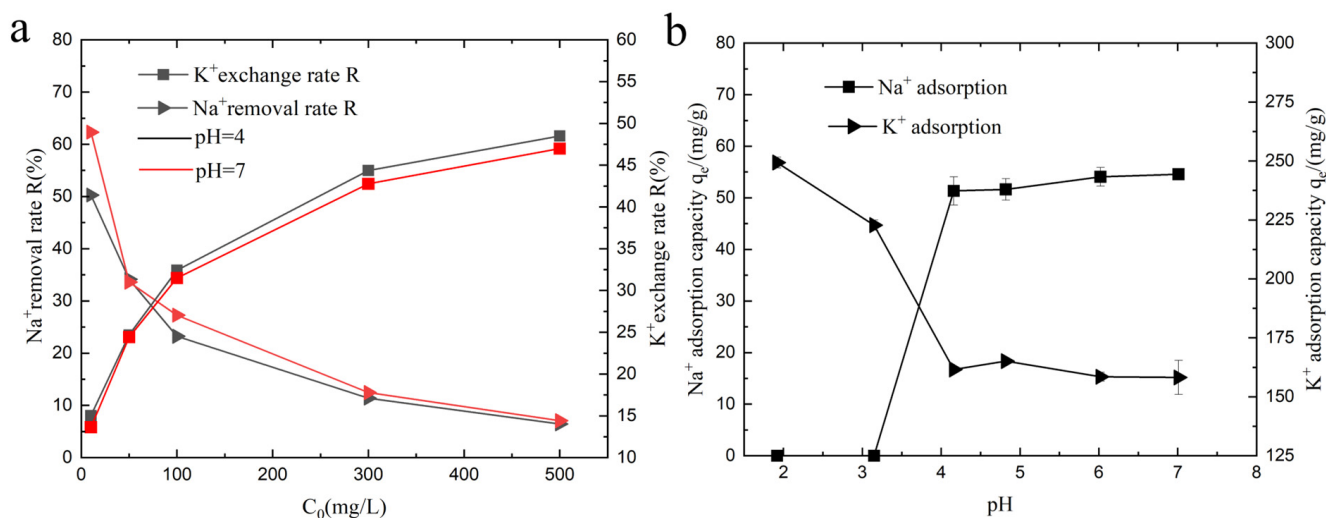 a
80
70
60
50
40
30
20
10
0
Na⁺removal rate R(%)
K⁺exchange rate R
Na⁺removal rate R
pH=4
pH=7
60
55
50
45
40
35
30
25
20
15
10
K⁺exchange rate R(%)
0 100 200 300 400 500
C₀(mg/L)
b
80
70
60
50
40
30
20
10
0
Na⁺ adsorption capacity qₑ/(mg/g)
Na⁺ adsorption
K⁺ adsorption
300
275
250
225
200
175
150
125
K⁺ adsorption capacity qₑ/(mg/g)
2 3 4 5 6 7 8
pH